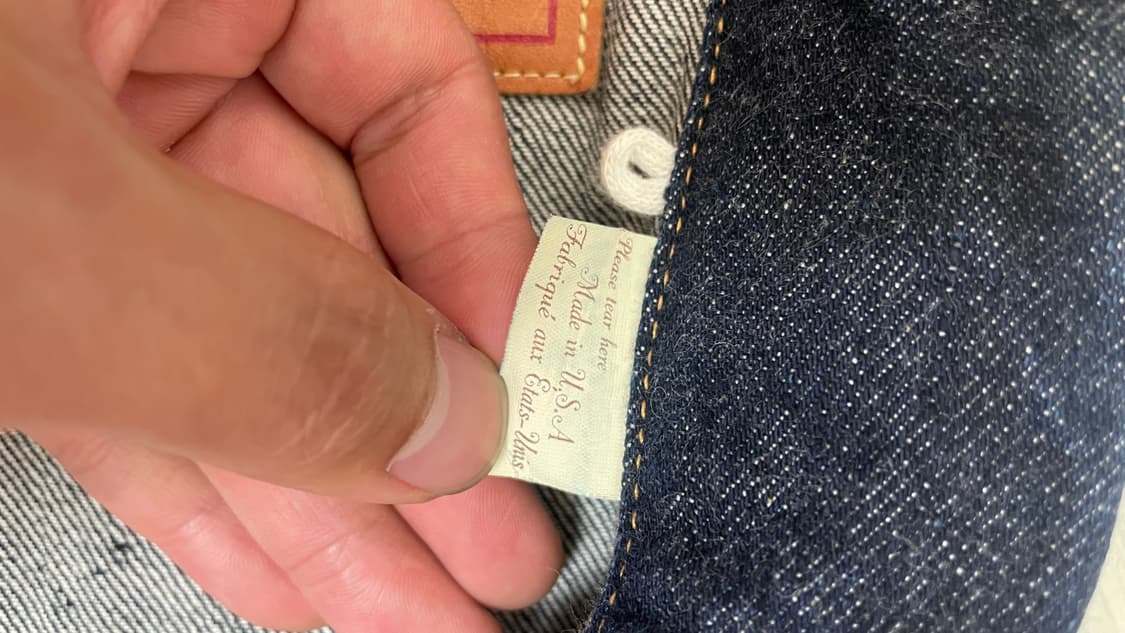 Please tear here
Made in U.S.A
Fabriqué aux États-Unis